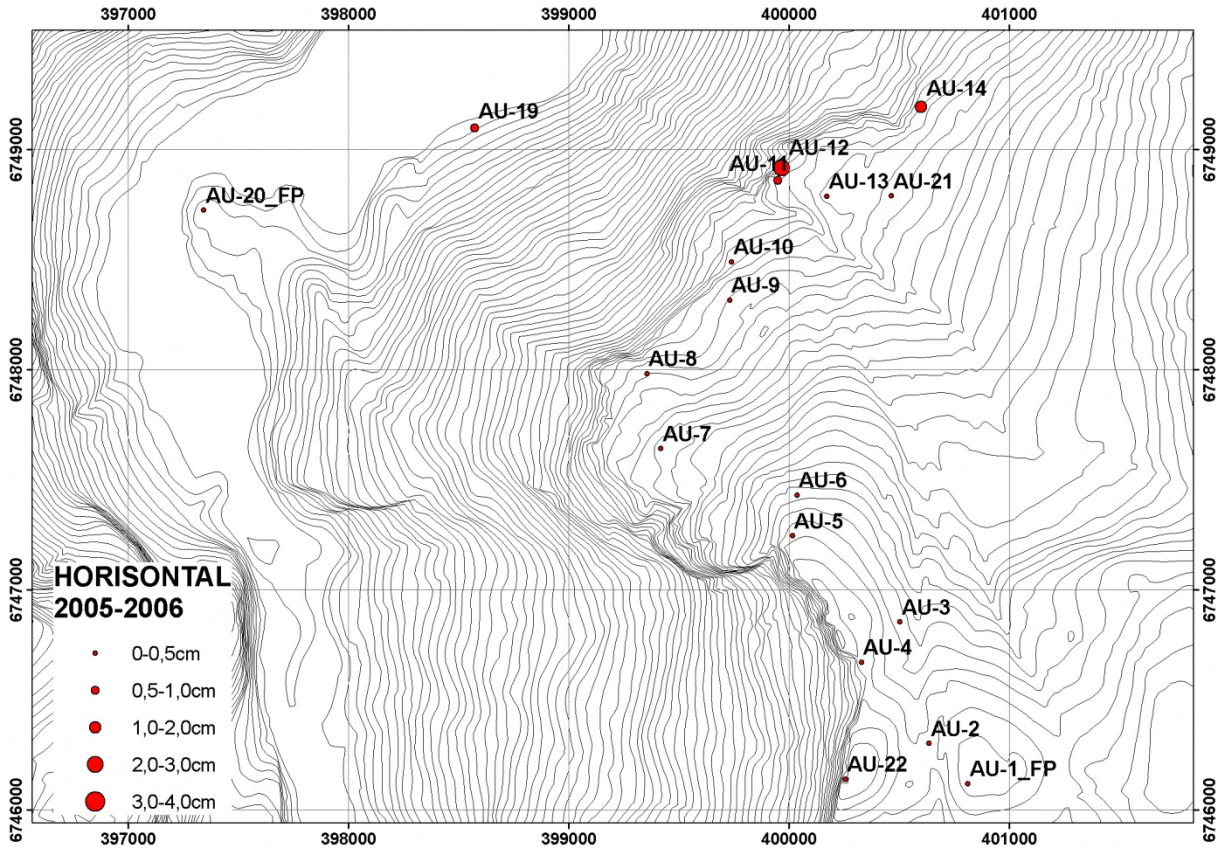 397000 398000 399000 400000 401000
AU-14
AU-19
6749000 6749000
AU-12
AU-11
AU-13 AU-21
AU-20_FP
AU-10
AU-9
6748000 6748000
AU-8
AU-7
AU-6
AU-5
6747000 6747000
HORISONTAL
2005-2006
AU-3
0-0,5cm
AU-4
0,5-1,0cm
1,0-2,0cm
AU-2
2,0-3,0cm
AU-22 AU-1_FP
3,0-4,0cm
6746000 6746000
397000 398000 399000 400000 401000